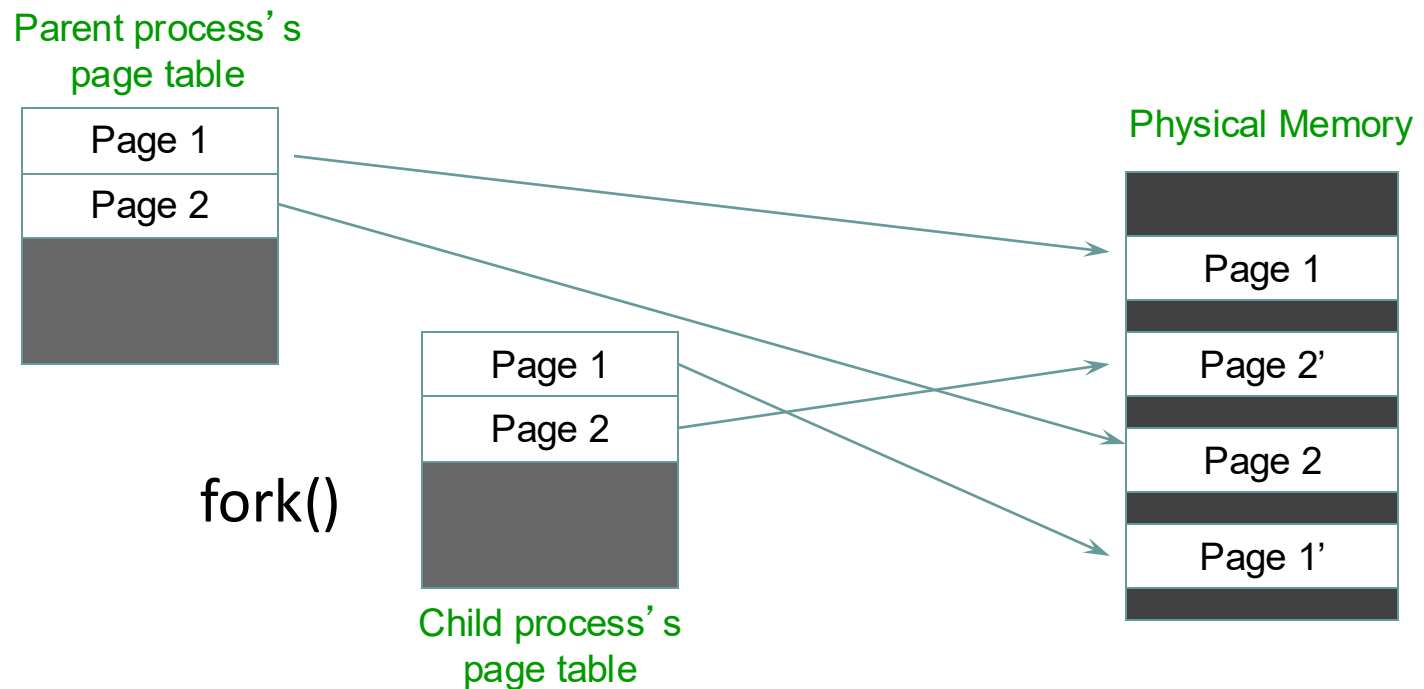 Parent process’s
page table
Page 1
Page 2
Physical Memory
Page 1
Page 2’
Page 2
Page 1’
Page 1
Page 2
fork()
Child process’s
page table